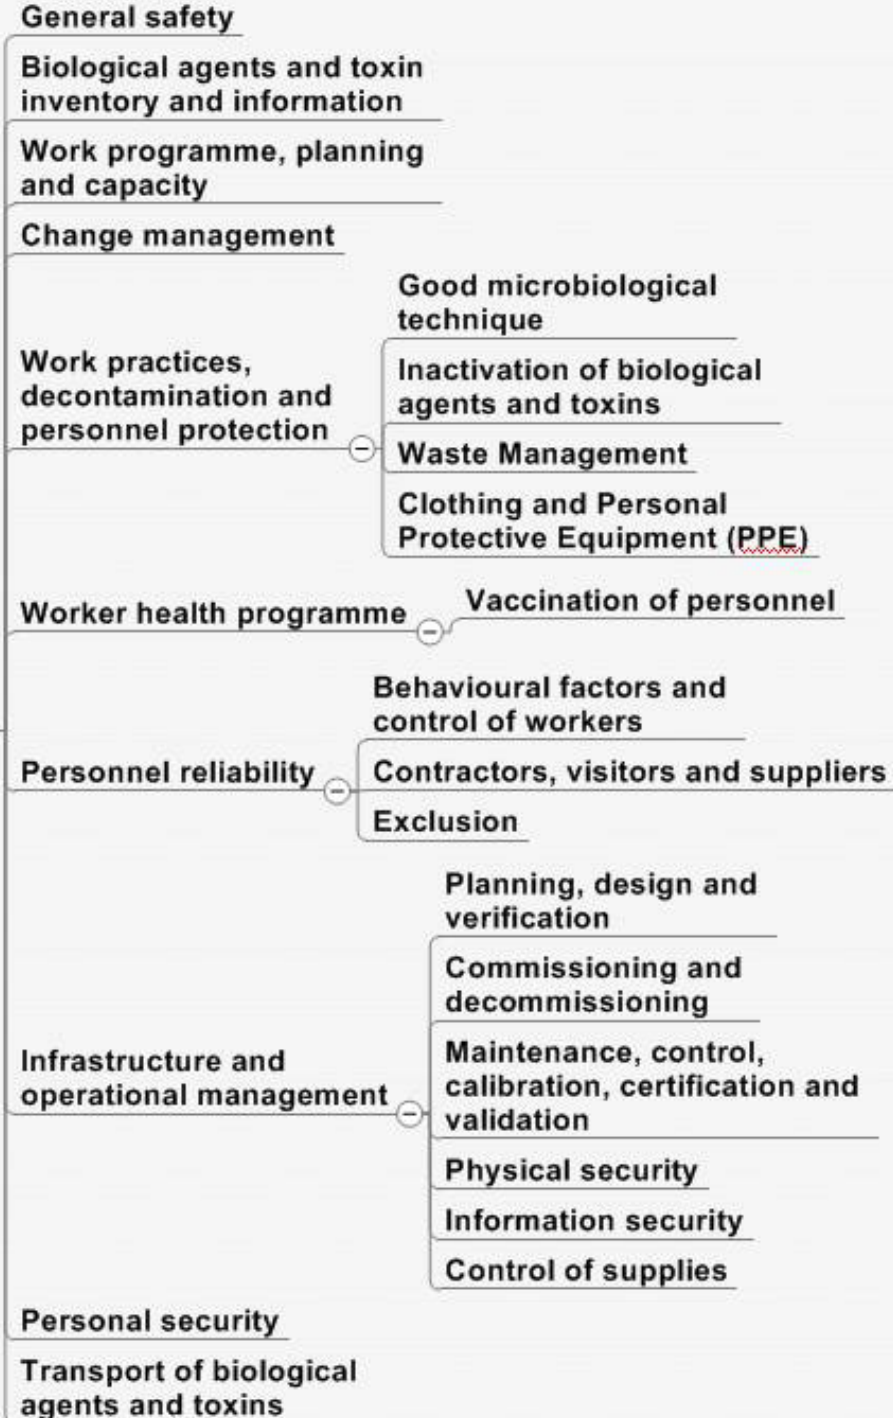 General safety
Biological agents and toxin
inventory and information
Work programme, planning
and capacity
Change management
Work practices,
decontamination and
personnel protection
Good microbiological
technique
Inactivation of biological
agents and toxins
Waste Management
Clothing and Personal
Protective Equipment (PPE)
Worker health programme
Vaccination of personnel
Personnel reliability
Behavioural factors and
control of workers
Contractors, visitors and suppliers
Exclusion
Infrastructure and
operational management
Planning, design and
verification
Commissioning and
decommissioning
Maintenance, control,
calibration, certification and
validation
Physical security
Information security
Control of supplies
Personal security
Transport of biological
agents and toxins